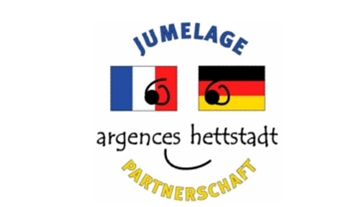 JUMELAGE
argences hettstadt
PARTNERSCHAFT